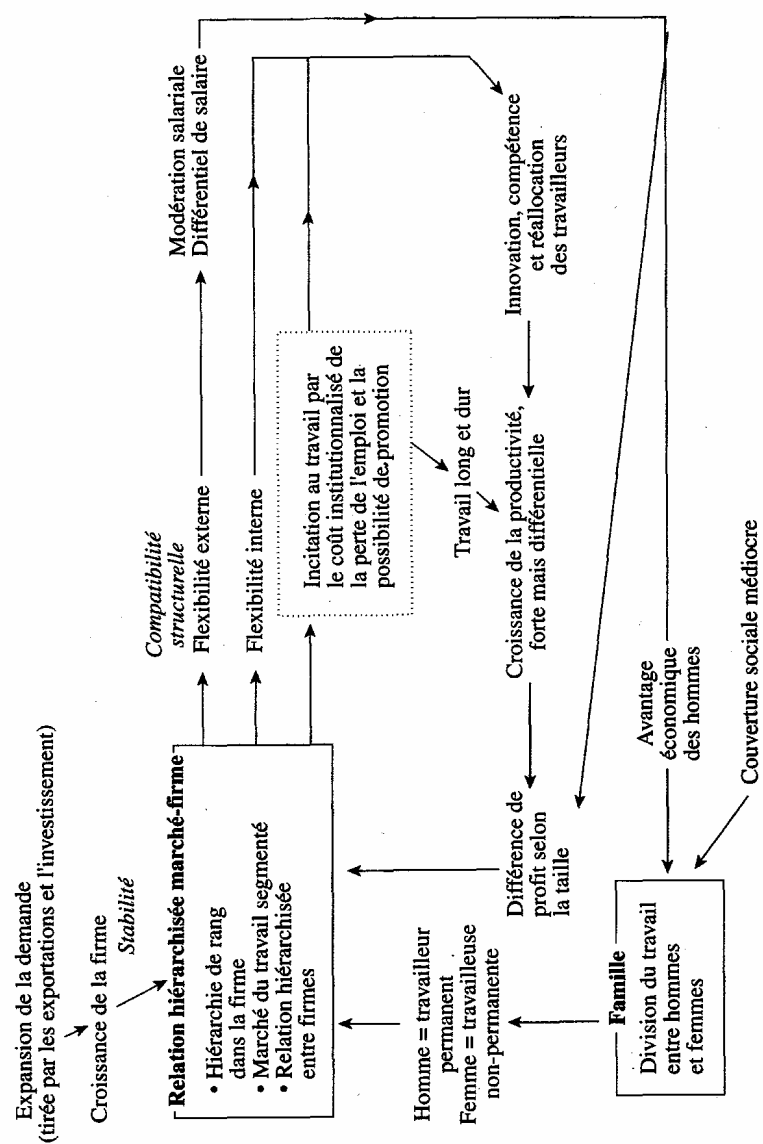 Expansion de la demande
(tirée par les exportations et l'investissement)
Croissance de la firme
Stabilité
Relation hiérarchisée marché-firme
• Hiérarchie de rang
dans la firme
• Marché du travail segmenté
• Relation hiérarchisée
entre firmes
Compatibilité
structurelle
Flexibilité externe
Modération salariale
Différentiel de salaire
Flexibilité interne
Incitation au travail par
le coût institutionnalisé de
la perte de l'emploi et la
possibilité de promotion
Travail long et dur
Innovation, compétence
et réallocation
des travailleurs
Croissance de la productivité,
forte mais différentielle
Différence de
profit selon
la taille
Homme = travailleur
permanent
Femme = travailleuse
non-permanente
Famille
Division du travail
entre hommes
et femmes
Avantage
économique
des hommes
Couverture sociale médiocre